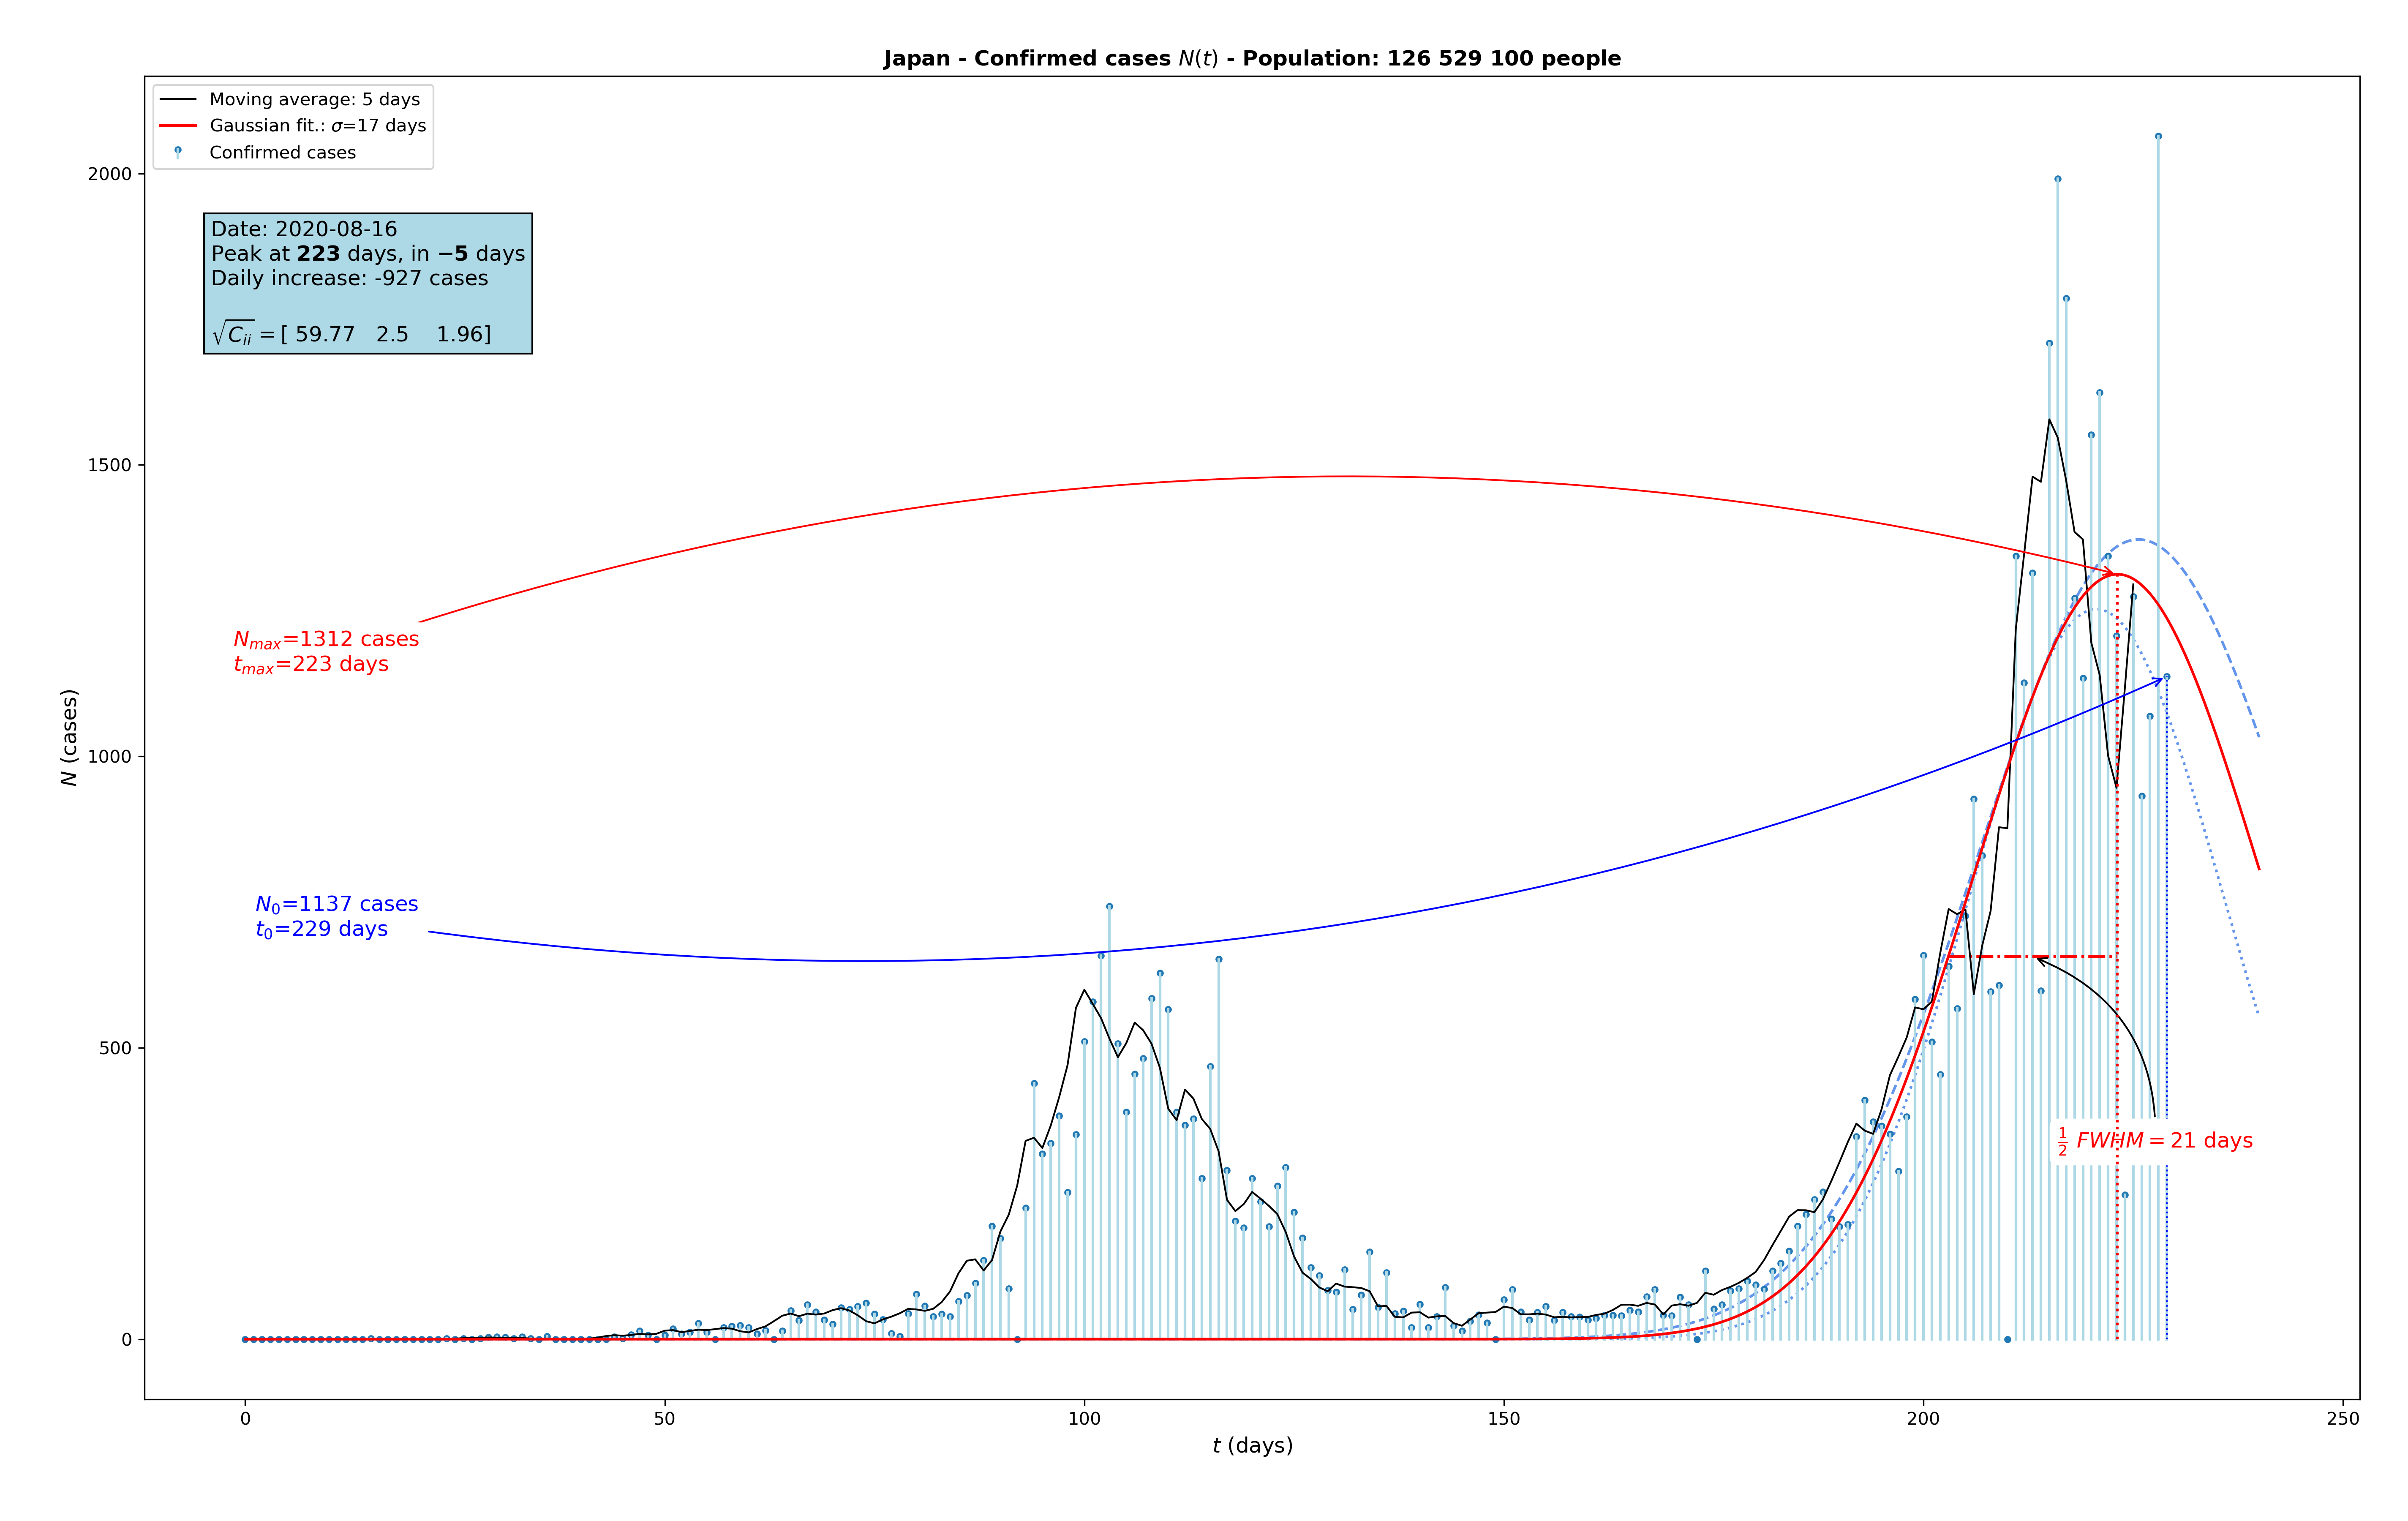 Japan - Confirmed cases N(t) - Population: 126 529 100 people
Moving average: 5 days
Gaussian fit.: σ=17 days
Confirmed cases
Date: 2020-08-16
Peak at 223 days, in −5 days
Daily increase: -927 cases
√C_ii = [ 59.77 2.5 1.96]
N_max=1312 cases
t_max=223 days
N_0=1137 cases
t_0=229 days
1/2 FWHM = 21 days
N (cases)
2000
1500
1000
500
0
0 50 100 150 200 250
t (days)